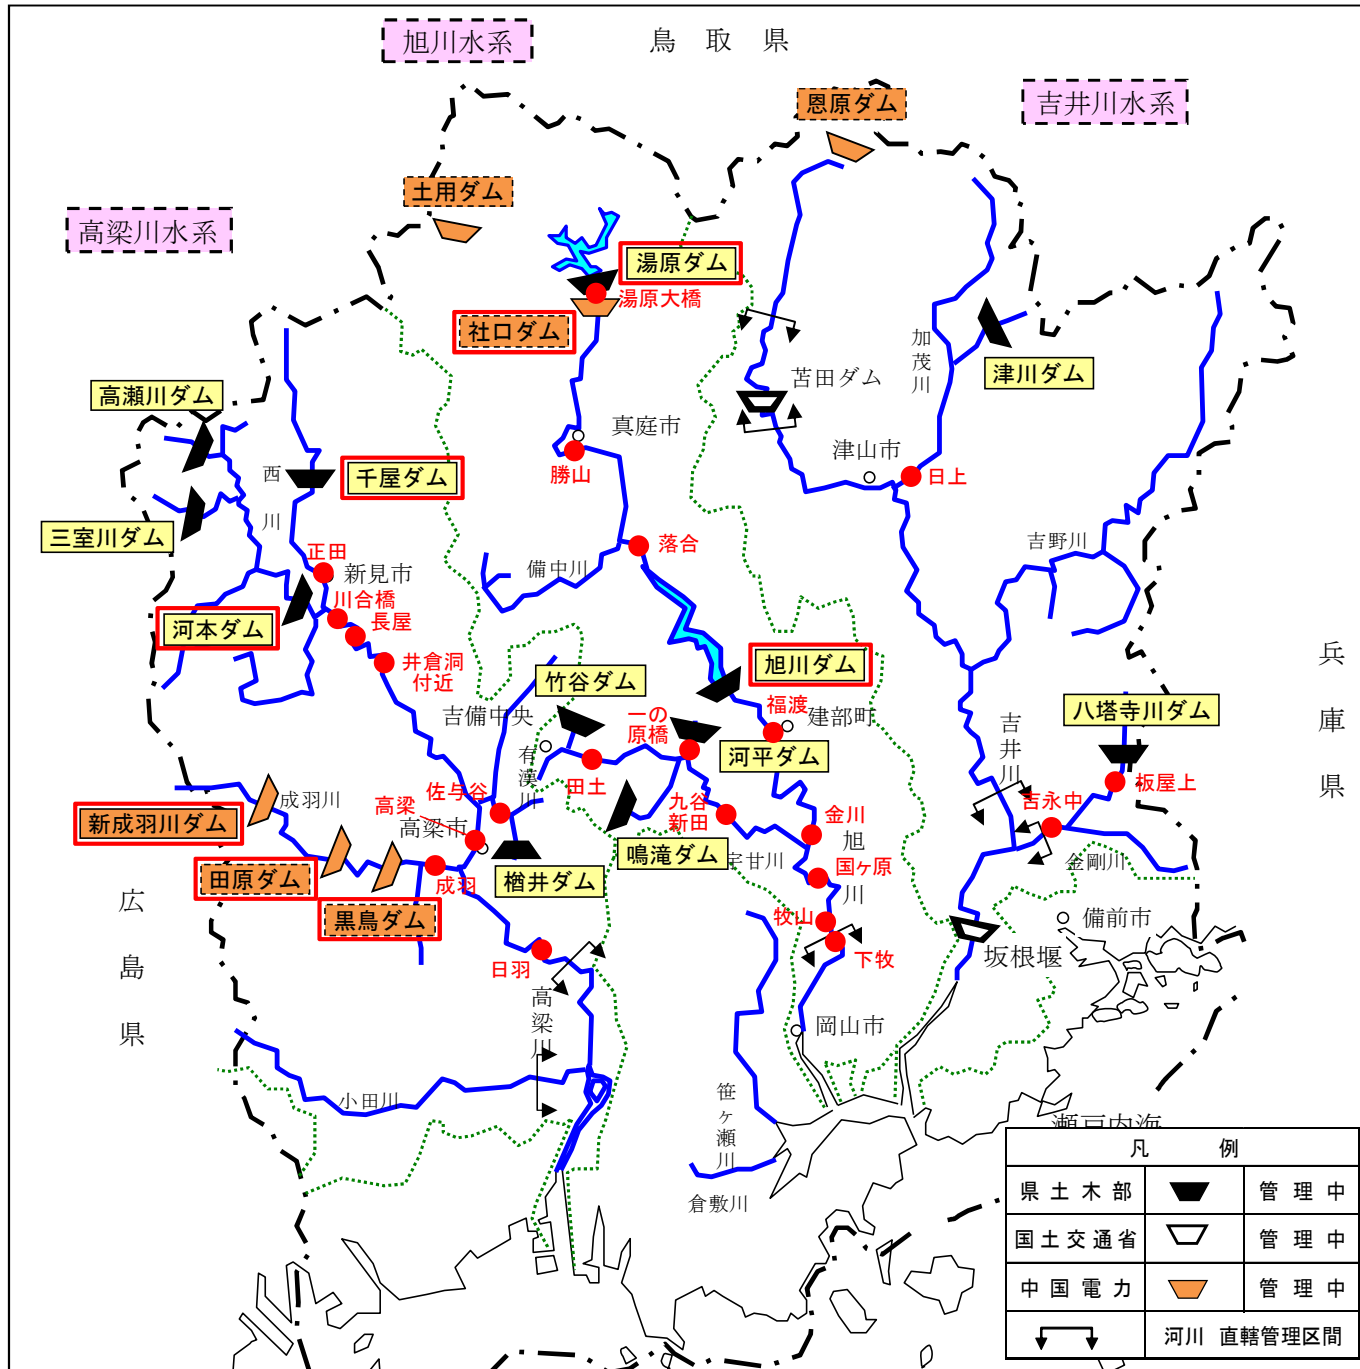 旭川水系
鳥取県
恩原ダム
吉井川水系
土用ダム
高梁川水系
湯原ダム
湯原大橋
社口ダム
加茂川
津川ダム
苫田ダム
高瀬川ダム
真庭市
津山市
勝山
日上
西川
千屋ダム
三室川ダム
落合
吉野川
正田
新見市
備中川
川合橋
長屋
河本ダム
井倉洞
付近
旭川ダム
兵庫県
竹谷ダム
吉備中央
一の
原橋
福渡
建部町
八塔寺川ダム
有漢川
河平ダム
吉井川
田土
板屋上
成羽川
佐与谷
新成羽川ダム
高梁
高梁市
九谷
新田
金川
吉永中
旭川
鳴滝ダム
宇甘川
金剛川
田原ダム
成羽
楢井ダム
国ヶ原
黒鳥ダム
広島県
牧山
備前市
日羽
下牧
坂根堰
高梁川
岡山市
小田川
笹ヶ瀬川
瀬戸内海
倉敷川
凡例
県土木部 管理中
国土交通省 管理中
中国電力 管理中
河川 直轄管理区間